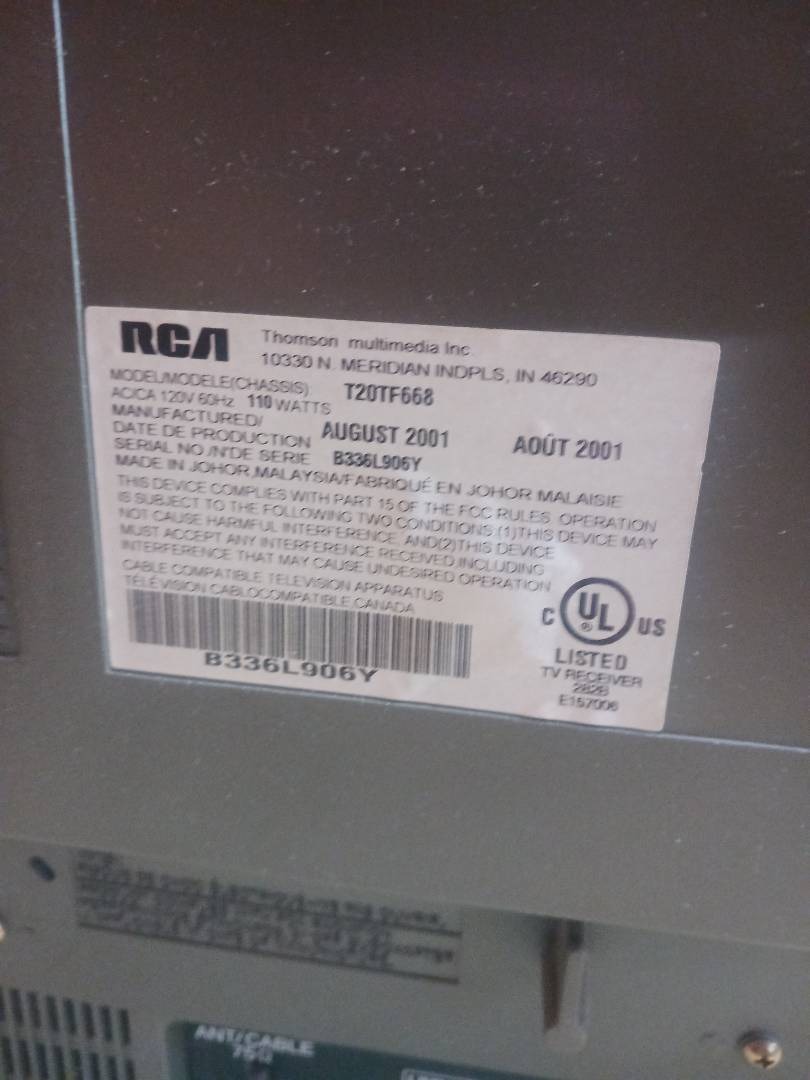 RCA Thomson multimedia Inc.
10330 N. MERIDIAN INDPLS, IN 46290
MODEL/MODELE(CHASSIS) T20TF668
AC/CA 120V 60Hz 110 WATTS
MANUFACTURED/
DATE DE PRODUCTION AUGUST 2001 AOÛT 2001
SERIAL NO./N'DE SERIE B336L906Y
MADE IN JOHOR,MALAYSIA/FABRIQUÉ EN JOHOR MALAISIE
THIS DEVICE COMPLIES WITH PART 15 OF THE FCC RULES. OPERATION
IS SUBJECT TO THE FOLLOWING TWO CONDITIONS:(1)THIS DEVICE MAY
NOT CAUSE HARMFUL INTERFERENCE, AND(2)THIS DEVICE
MUST ACCEPT ANY INTERFERENCE RECEIVED,INCLUDING
INTERFERENCE THAT MAY CAUSE UNDESIRED OPERATION
CABLE COMPATIBLE TELEVISION APPARATUS
TÉLÉVISION CABLOCOMPATIBLE,CANADA
B336L906Y
C UL ® US
LISTED
TV RECEIVER
282B
E157006
ANT/CABLE
75Ω